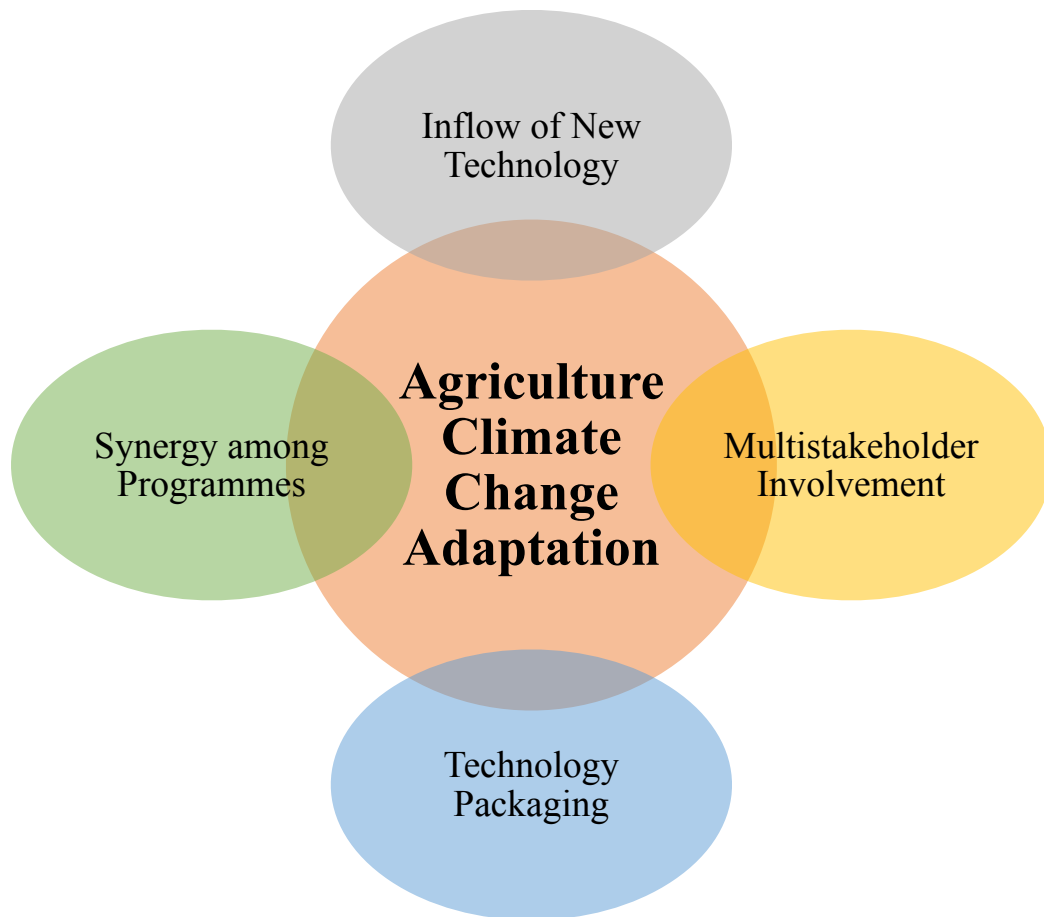 Inflow of New
Technology
Agriculture
Climate
Change
Adaptation
Synergy among
Programmes
Multistakeholder
Involvement
Technology
Packaging